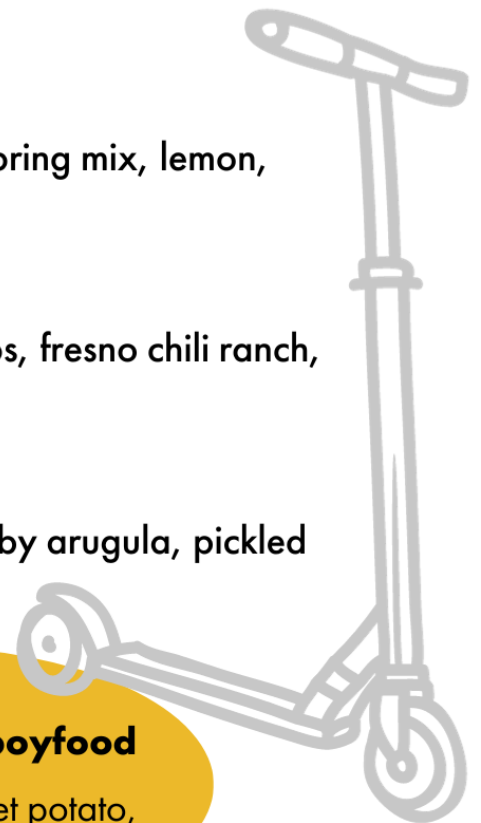 pring mix, lemon,
os, fresno chili ranch,
by arugula, pickled
boyfood
et potato,